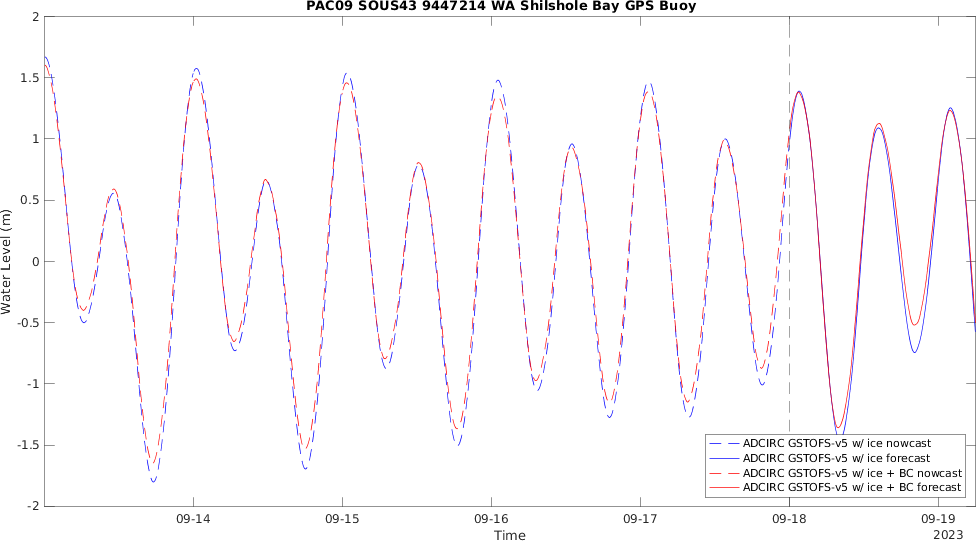 PAC09 SOUS43 9447214 WA Shilshole Bay GPS Buoy
2
1.5
1
0.5
0
-0.5
-1
-1.5
-2
Water Level (m)
09-14
09-15
09-16
09-17
09-18
09-19
Time
2023
ADCIRC GSTOFS-v5 w/ ice nowcast
ADCIRC GSTOFS-v5 w/ ice forecast
ADCIRC GSTOFS-v5 w/ ice + BC nowcast
ADCIRC GSTOFS-v5 w/ ice + BC forecast